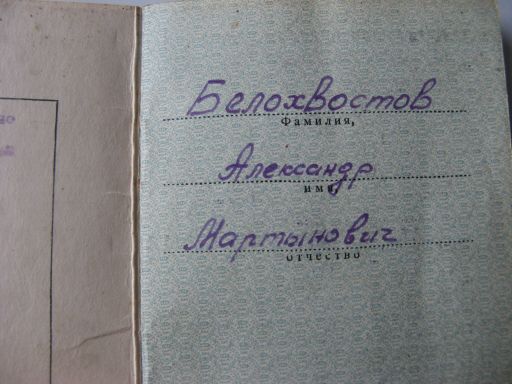 Белохвостов
Фамилия,
Александр
имя
Мартынович
отчество